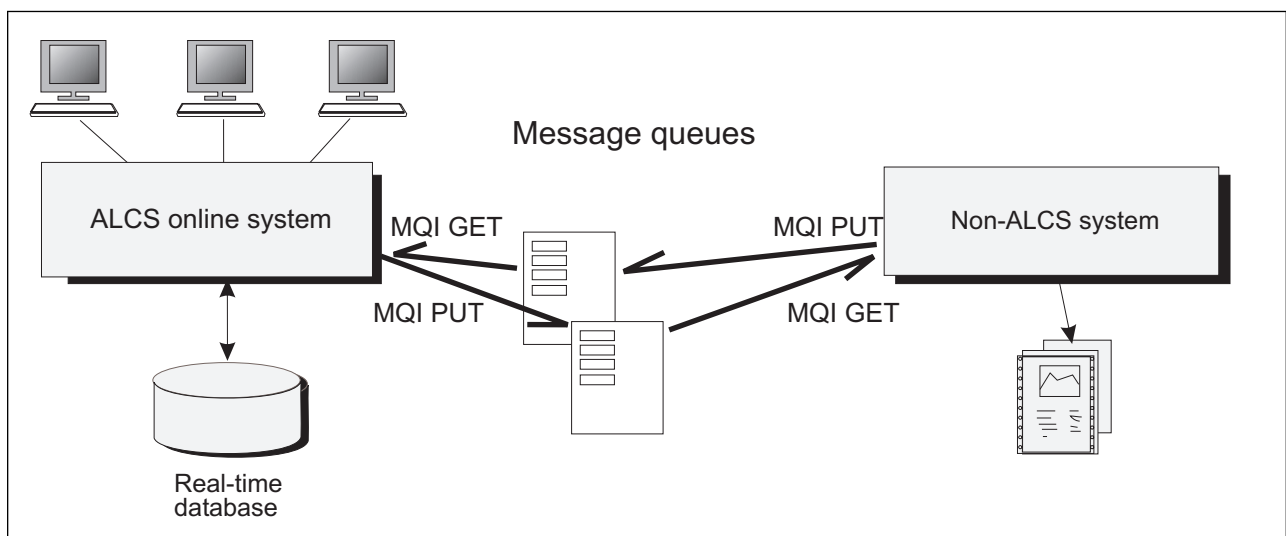 Message queues
ALCS online system
MQI GET
MQI PUT
Non-ALCS system
MQI PUT
MQI GET
Real-time
database